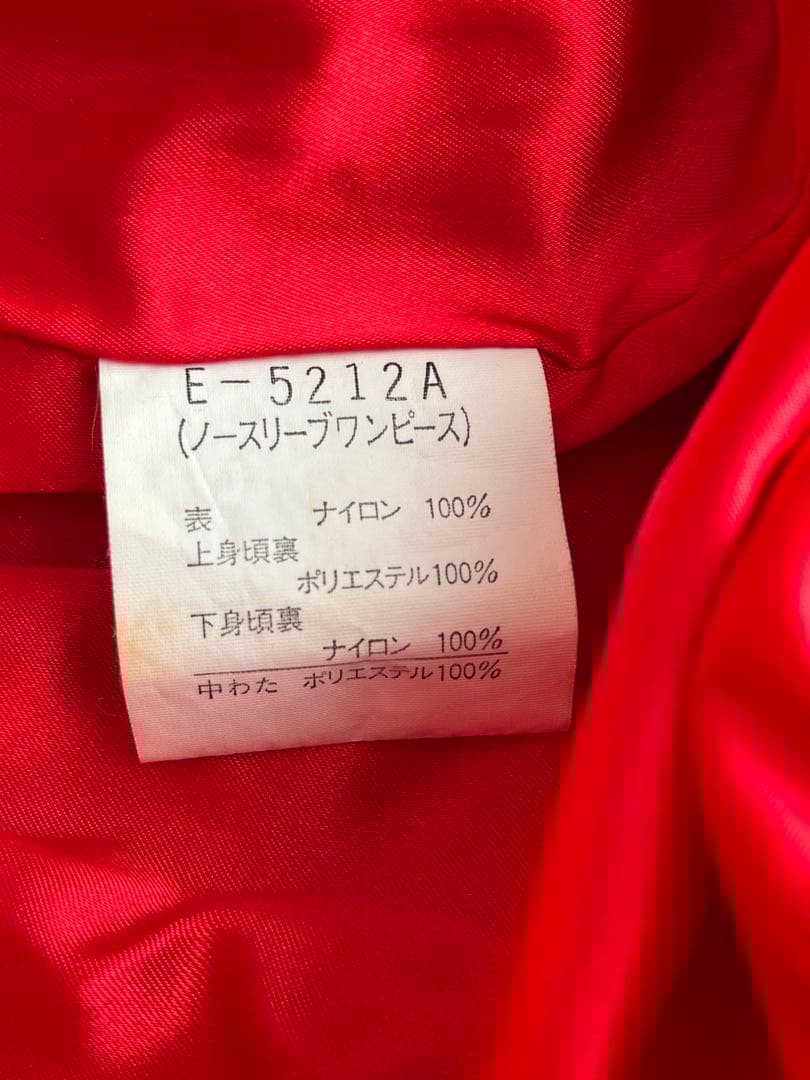 E-5212A
(ノースリーブワンピース)
表 ナイロン 100%
上身頃裏
ポリエステル100%
下身頃裏
ナイロン 100%
中わた ポリエステル100%